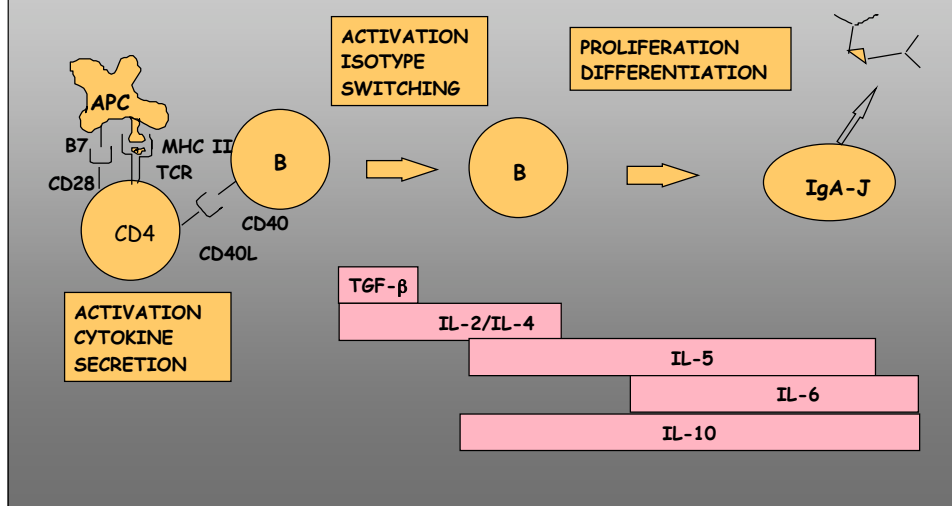 ACTIVATION
ISOTYPE
SWITCHING
PROLIFERATION
DIFFERENTIATION
APC
B7
MHC II
TCR
CD28
B
B
IgA-J
CD4
CD40
CD40L
ACTIVATION
CYTOKINE
SECRETION
TGF-β
IL-2/IL-4
IL-5
IL-6
IL-10